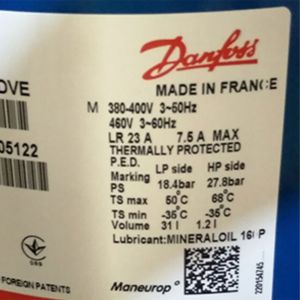 Danfoss
OVE
MADE IN FRANCE
M 380-400V 3~50Hz
460V 3~60Hz
LR 23 A 7.5 A MAX
05122
THERMALLY PROTECTED
P.E.D. LP side HP side
Marking
PS 18.4bar 27.8bar
TS max 50°C 68°C
TS min -35°C -35°C
Volume 31 l 1.2 l
Lubricant: MINERALOIL 160P
FOREIGN PATENTS
Maneurop®